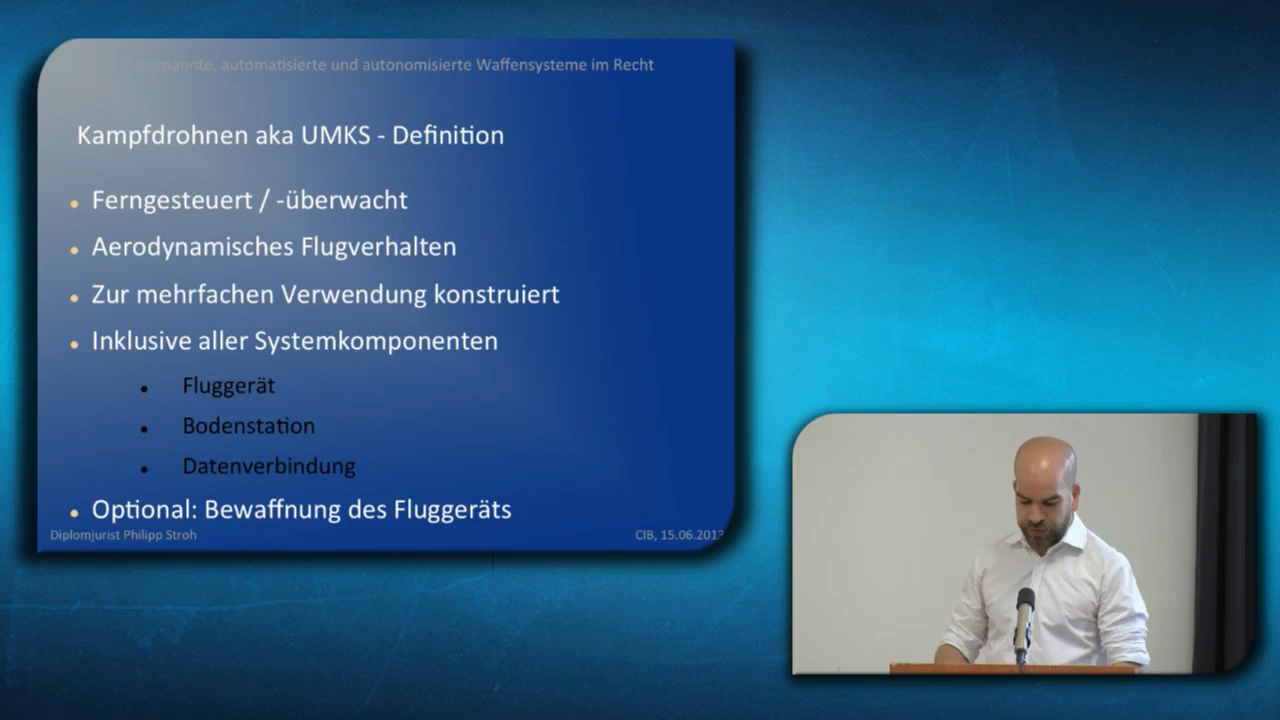 automatisierte und autonomisierte Waffensysteme im Recht
Kampfdrohnen aka UMKS - Definition
Ferngesteuert / -überwacht
Aerodynamisches Flugverhalten
Zur mehrfachen Verwendung konstruiert
Inklusive aller Systemkomponenten
Fluggerät
Bodenstation
Datenverbindung
Optional: Bewaffnung des Fluggeräts
Diplomjurist Philipp Stroh
CIB, 15.06.2013